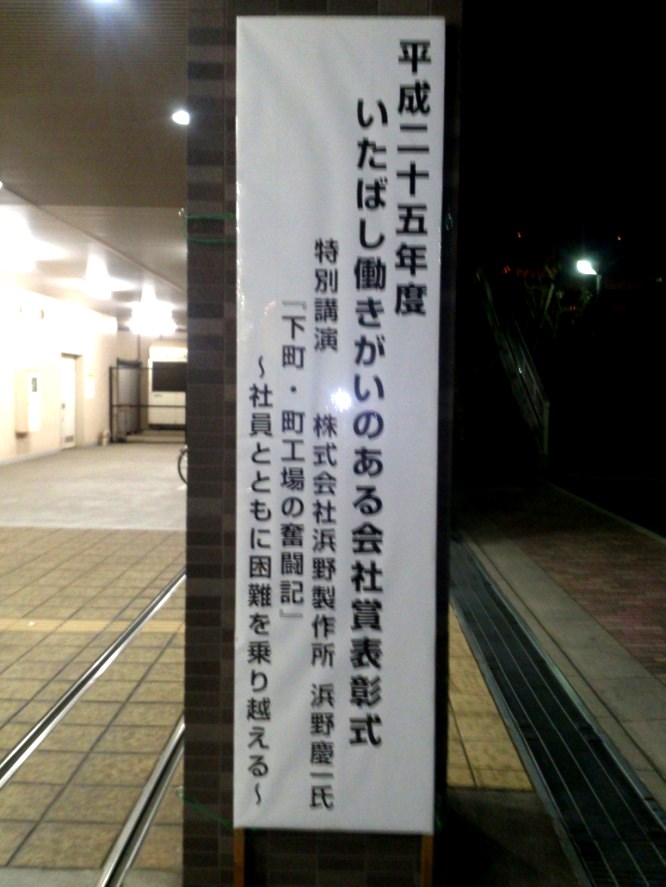 平成二十五年度
いたばし働きがいのある会社賞表彰式
特別講演 株式会社浜野製作所 浜野慶一氏
『下町・町工場の奮闘記』
~社員とともに困難を乗り越える~